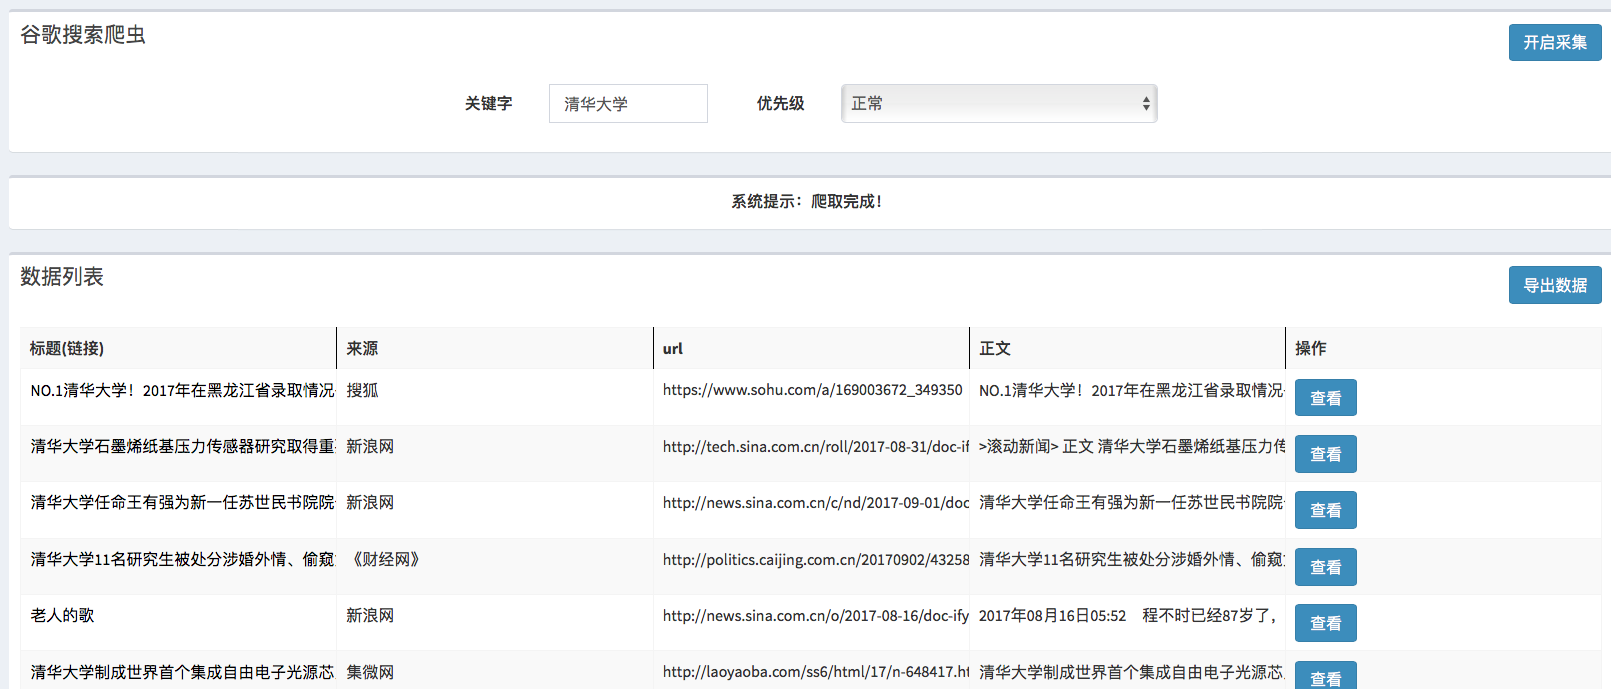 谷歌搜索爬虫
开启采集
关键字 清华大学 优先级 正常
系统提示：爬取完成！
数据列表
导出数据
标题(链接) 来源 url 正文 操作
NO.1清华大学！2017年在黑龙江省录取情况 搜狐 https://www.sohu.com/a/169003672_349350 NO.1清华大学！2017年在黑龙江省录取情况 查看
清华大学石墨烯纸基压力传感器研究取得重 新浪网 http://tech.sina.com.cn/roll/2017-08-31/doc-if >滚动新闻> 正文 清华大学石墨烯纸基压力传 查看
清华大学任命王有强为新一任苏世民书院院 新浪网 http://news.sina.com.cn/c/nd/2017-09-01/doc 清华大学任命王有强为新一任苏世民书院院 查看
清华大学11名研究生被处分涉婚外情、偷窥 《财经网》 http://politics.caijing.com.cn/20170902/43258 清华大学11名研究生被处分涉婚外情、偷窥 查看
老人的歌 新浪网 http://news.sina.com.cn/o/2017-08-16/doc-ify 2017年08月16日05:52 程不时已经87岁了， 查看
清华大学制成世界首个集成自由电子光源芯 集微网 http://laoyaoba.com/ss6/html/17/n-648417.ht 清华大学制成世界首个集成自由电子光源芯 查看